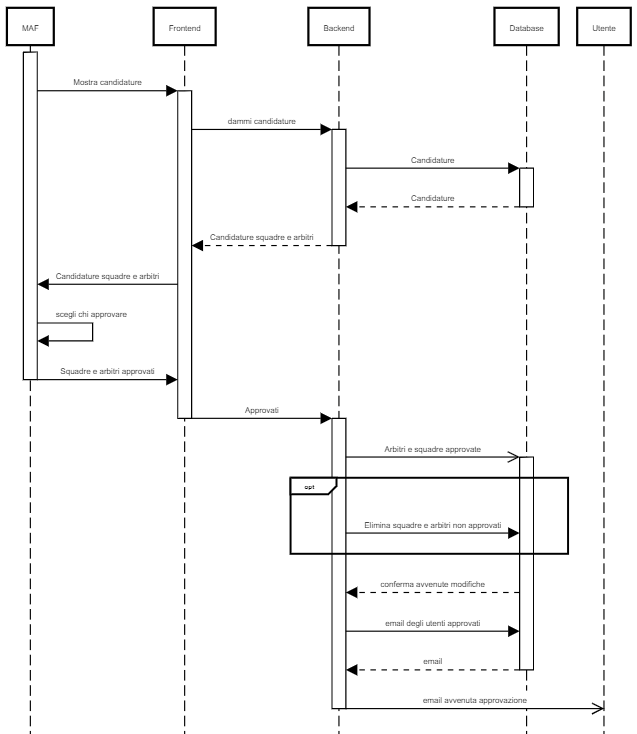 MAF
Frontend
Backend
Database
Utente
Mostra candidature
dammi candidature
Candidature
Candidature
Candidature squadre e arbitri
Candidature squadre e arbitri
scegli chi approvare
Squadre e arbitri approvati
Approvati
Arbitri e squadre approvate
opt
Elimina squadre e arbitri non approvati
conferma avvenute modifiche
email degli utenti approvati
email
email avvenuta approvazione